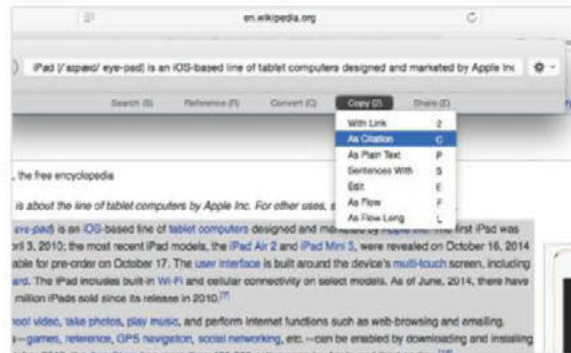 en.wikipedia.org
iPad (/ˈaɪpæd/ eye-pad) is an iOS-based line of tablet computers designed and marketed by Apple Inc
Search (S) Reference (R) Convert (C) Copy (2) Share (E)
With Link 2
As Citation C
As Plain Text P
Sentences With S
Edit E
As Flow F
As Flow Long L
, the free encyclopedia
is about the line of tablet computers by Apple Inc. For other uses, s
eye-pad) is an iOS-based line of tablet computers designed and marketed by Apple Inc. The first iPad was
pril 3, 2010; the most recent iPad models, the iPad Air 2 and iPad Mini 3, were revealed on October 16, 2014
able for pre-order on October 17. The user interface is built around the device's multi-touch screen, including
ard. The iPad includes built-in Wi-Fi and cellular connectivity on select models. As of June, 2014, there have
million iPads sold since its release in 2010.[7]
hoot video, take photos, play music, and perform Internet functions such as web-browsing and emailing.
s—games, reference, GPS navigation, social networking, etc.—can be enabled by downloading and installing